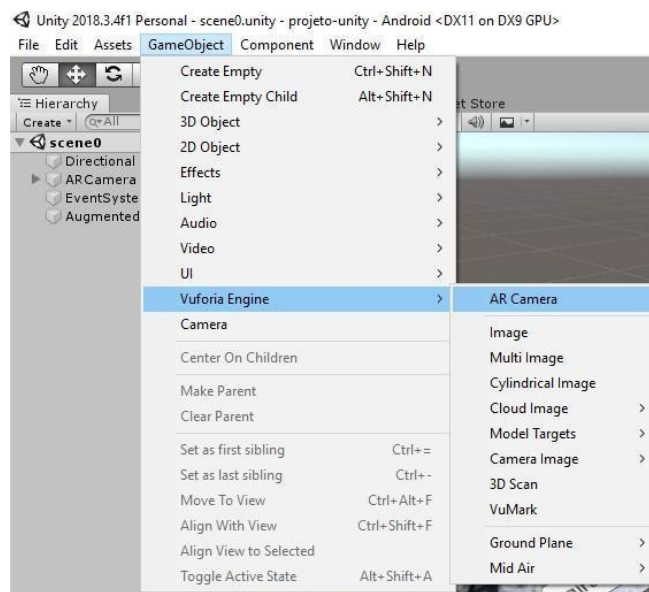 Unity 2018.3.4f1 Personal - scene0.unity - projeto-unity - Android <DX11 on DX9 GPU>
File Edit Assets GameObject Component Window Help
Hierarchy
Create All
scene0
Directional
ARCamera
EventSyste
Augmented
et Store
Create Empty Ctrl+Shift+N
Create Empty Child Alt+Shift+N
3D Object
2D Object
Effects
Light
Audio
Video
UI
Vuforia Engine
Camera
Center On Children
Make Parent
Clear Parent
Set as first sibling Ctrl+=
Set as last sibling Ctrl+-
Move To View Ctrl+Alt+F
Align With View Ctrl+Shift+F
Align View to Selected
Toggle Active State Alt+Shift+A
AR Camera
Image
Multi Image
Cylindrical Image
Cloud Image
Model Targets
Camera Image
3D Scan
VuMark
Ground Plane
Mid Air